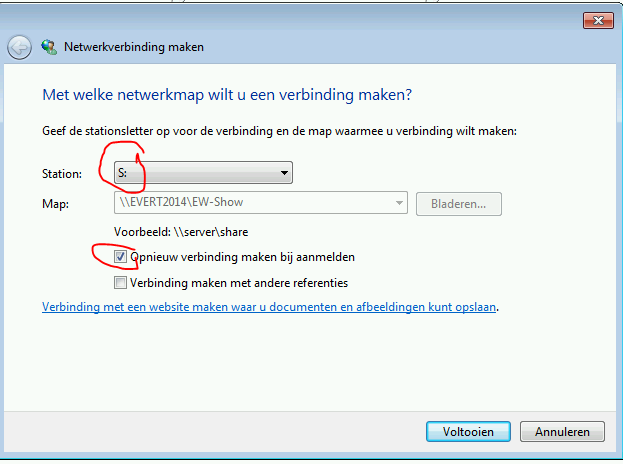 Netwerkverbinding maken
Met welke netwerkmap wilt u een verbinding maken?
Geef de stationsletter op voor de verbinding en de map waarmee u verbinding wilt maken:
Station: S:
Map: \\EVERT2014\EW-Show Bladeren...
Voorbeeld: \\server\share
Opnieuw verbinding maken bij aanmelden
Verbinding maken met andere referenties
Verbinding met een website maken waar u documenten en afbeeldingen kunt opslaan.
Voltooien Annuleren